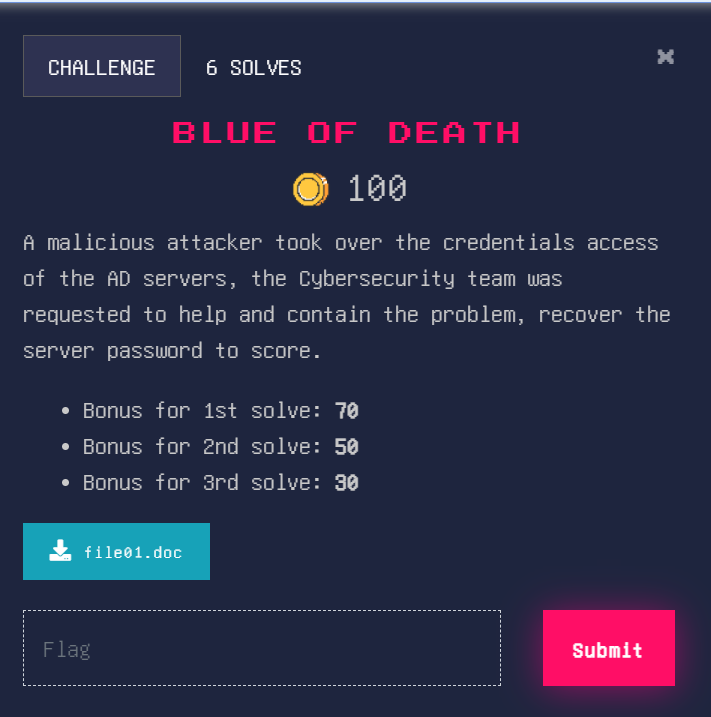 CHALLENGE
6 SOLVES
BLUE OF DEATH
100
A malicious attacker took over the credentials access
of the AD servers, the Cybersecurity team was
requested to help and contain the problem, recover the
server password to score.
• Bonus for 1st solve: 70
• Bonus for 2nd solve: 50
• Bonus for 3rd solve: 30
file01.doc
Flag
Submit